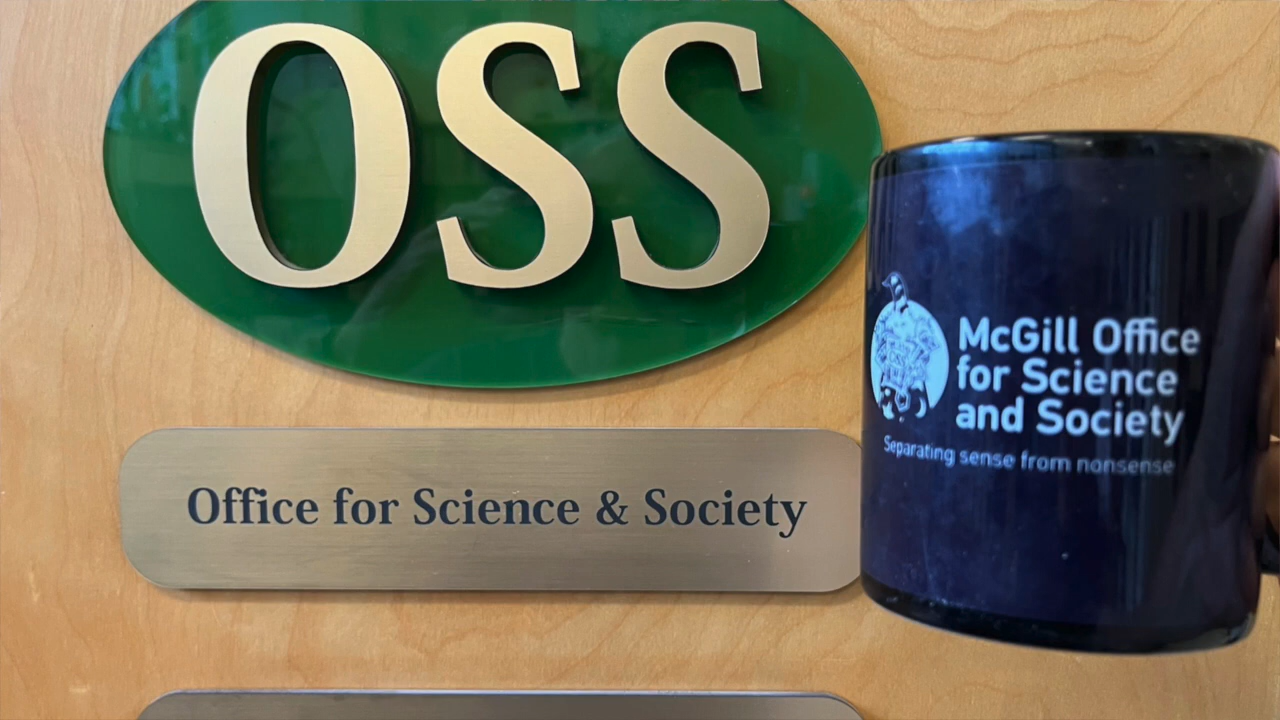 OSS
Office for Science & Society
McGill Office
for Science
and Society
Separating sense from nonsense